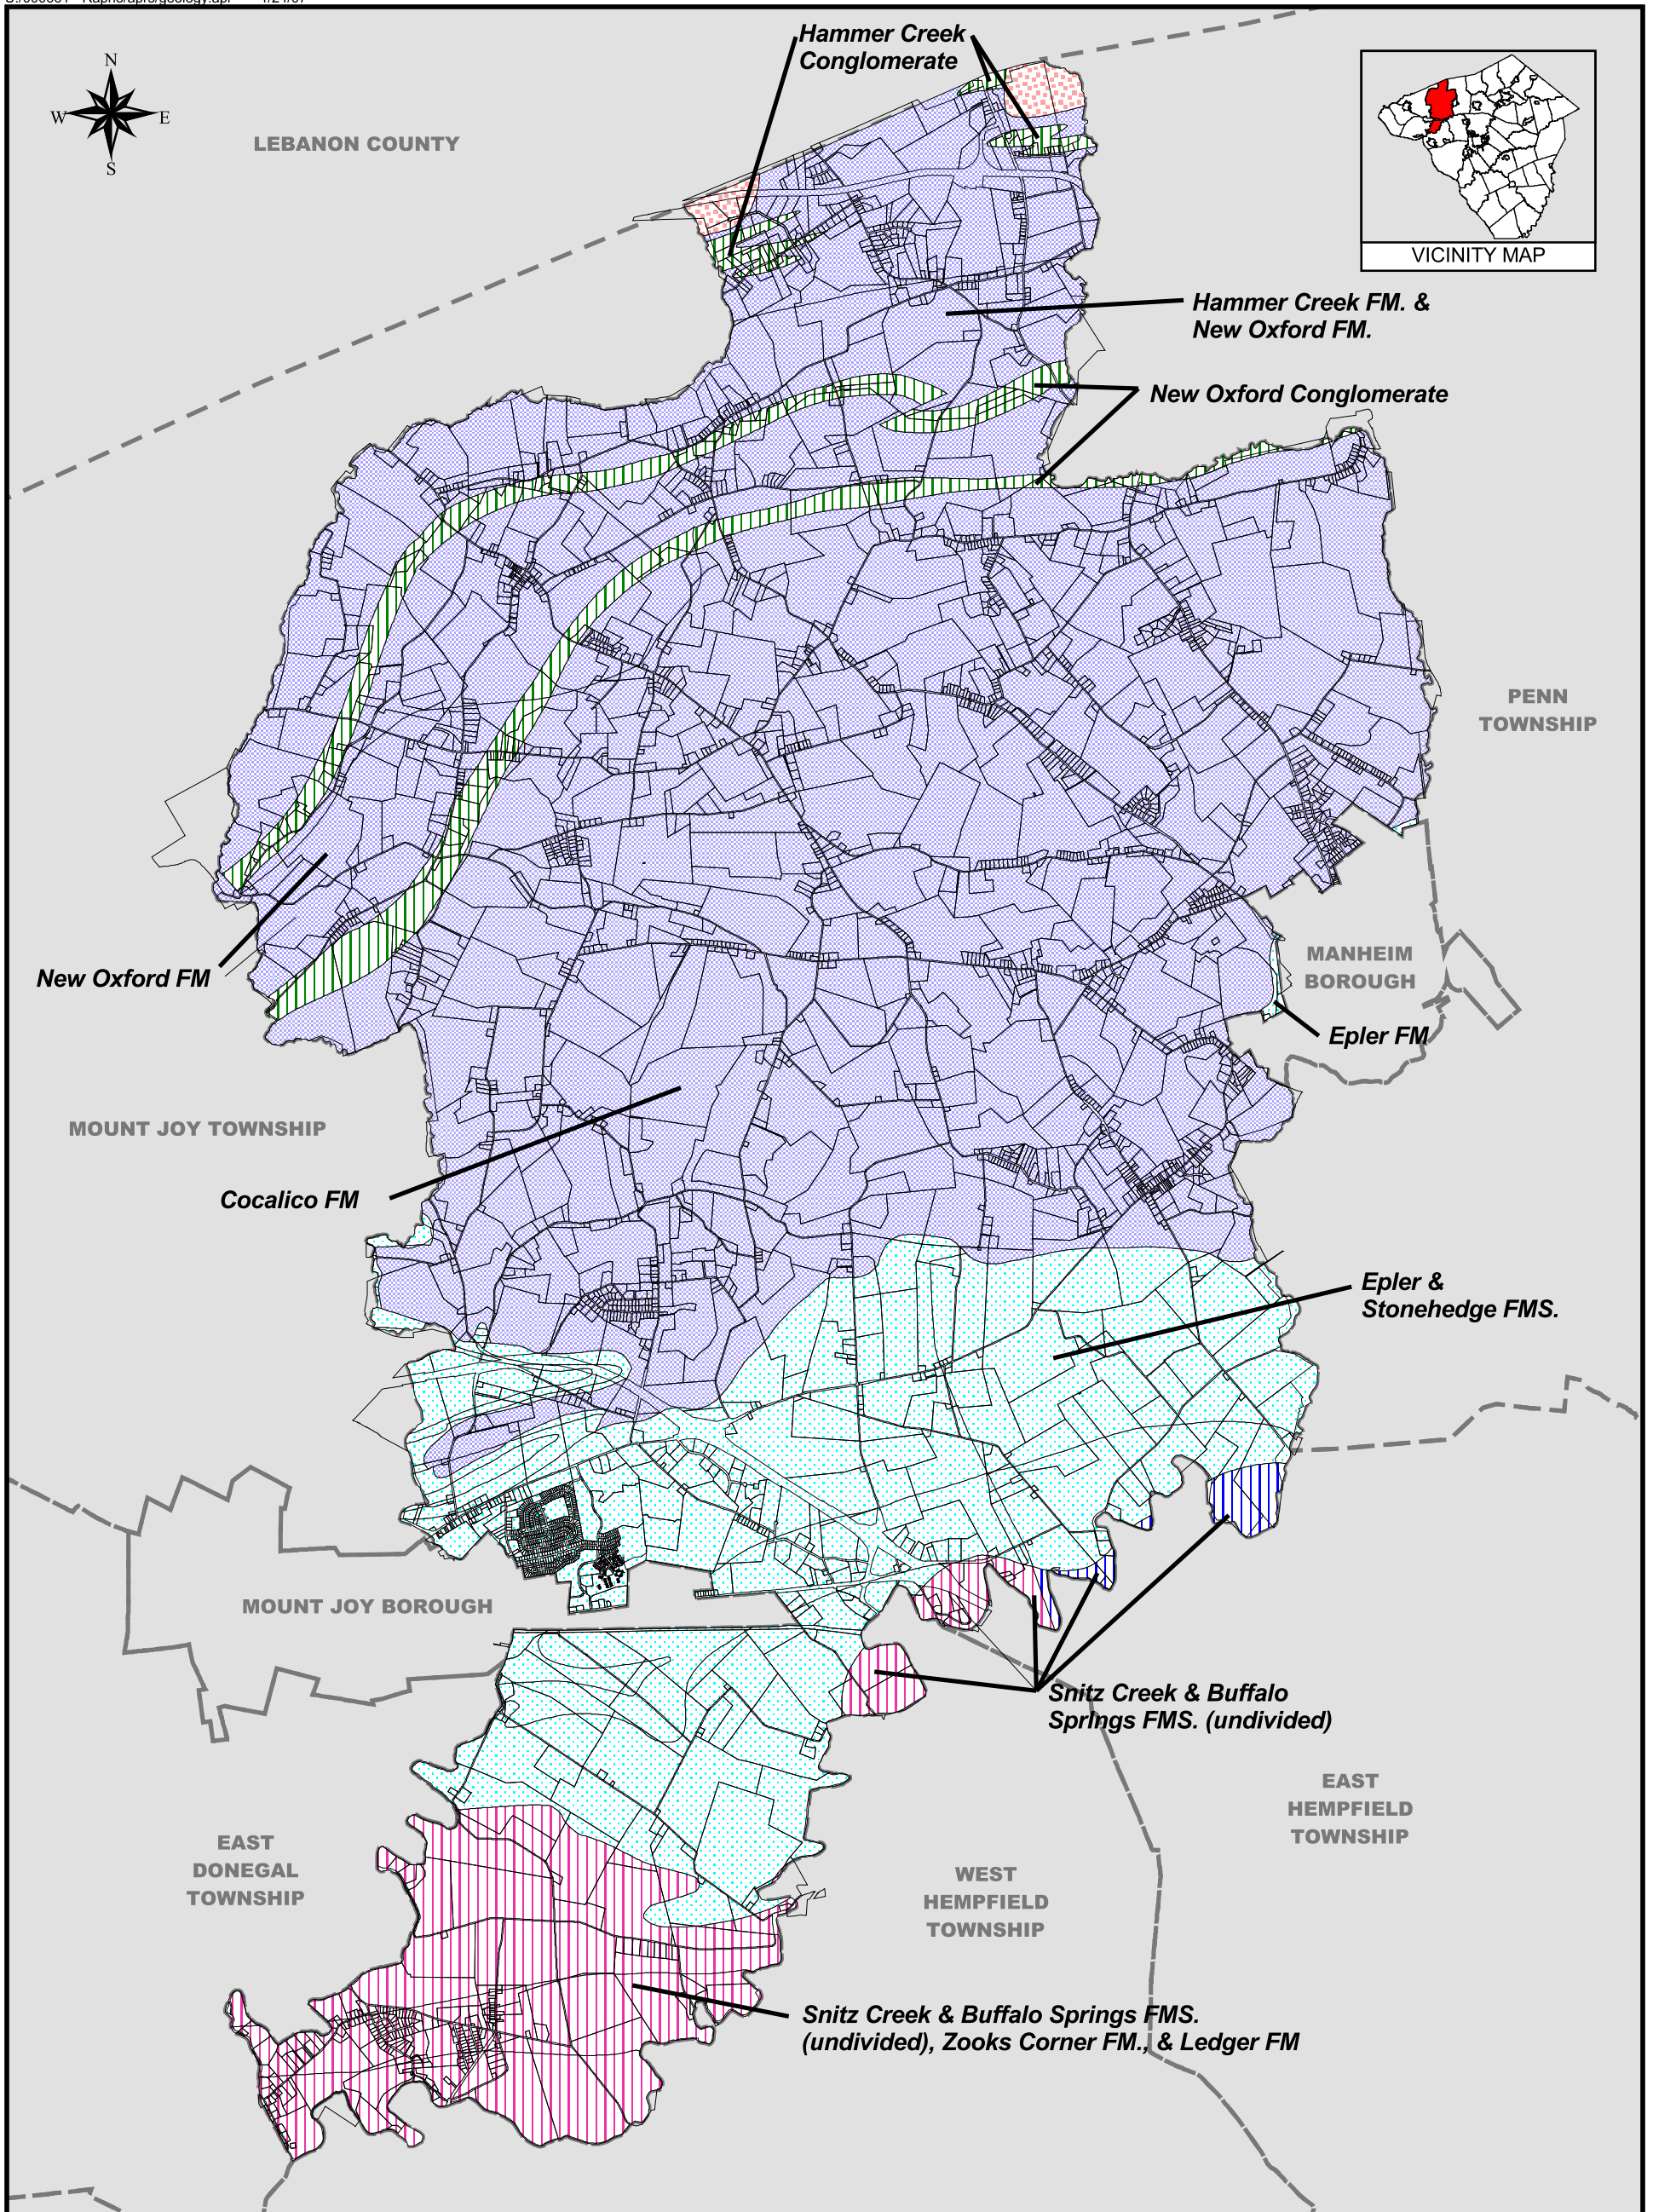 Hammer Creek
Conglomerate
N
W
E
S
LEBANON COUNTY
VICINITY MAP
Hammer Creek FM. &
New Oxford FM.
New Oxford Conglomerate
PENN
TOWNSHIP
New Oxford FM
MANHEIM
BOROUGH
Epler FM
MOUNT JOY TOWNSHIP
Cocalico FM
Epler &
Stonehedge FMS.
MOUNT JOY BOROUGH
Snitz Creek & Buffalo
Springs FMS. (undivided)
EAST
HEMPFIELD
TOWNSHIP
EAST
DONEGAL
TOWNSHIP
WEST
HEMPFIELD
TOWNSHIP
Snitz Creek & Buffalo Springs FMS.
(undivided), Zooks Corner FM., & Ledger FM